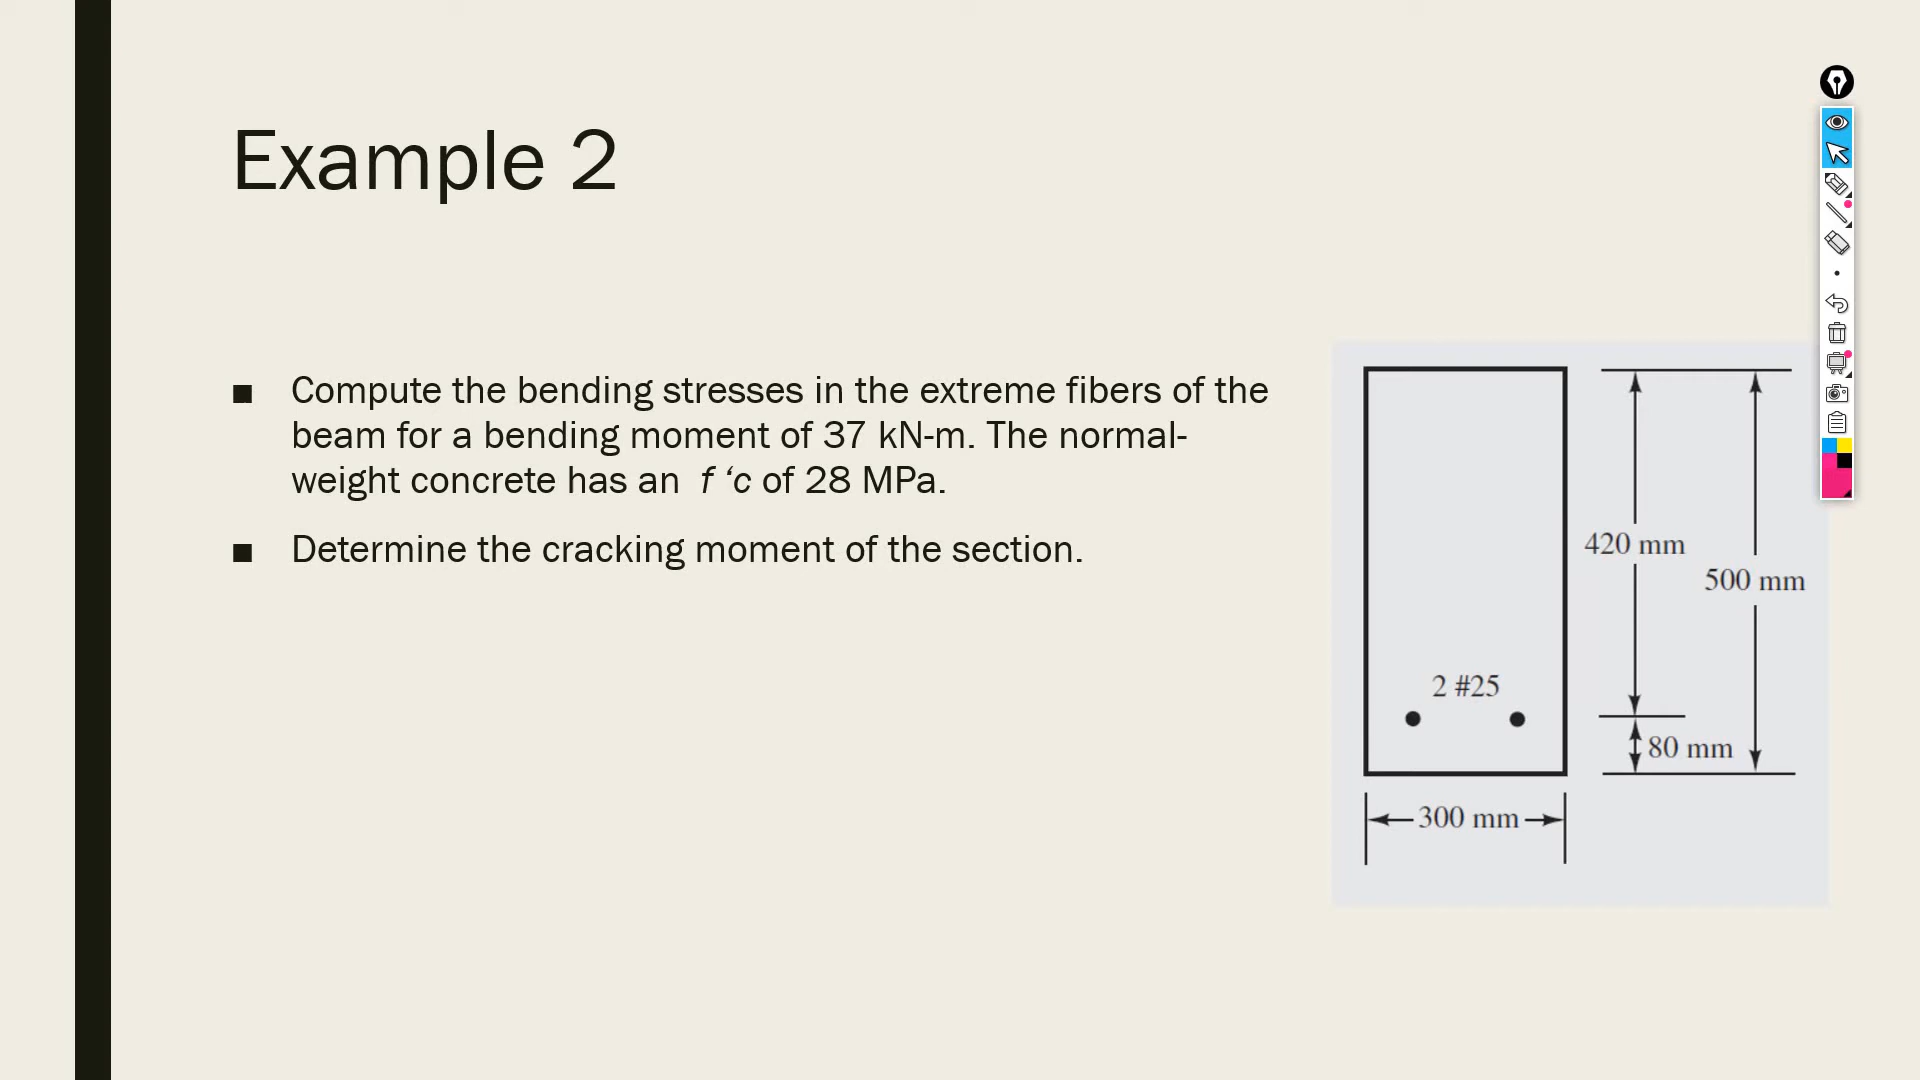 Example 2
■ Compute the bending stresses in the extreme fibers of the
beam for a bending moment of 37 kN-m. The normal-
weight concrete has an f ‘c of 28 MPa.
■ Determine the cracking moment of the section.
420 mm
500 mm
2 #25
80 mm
300 mm